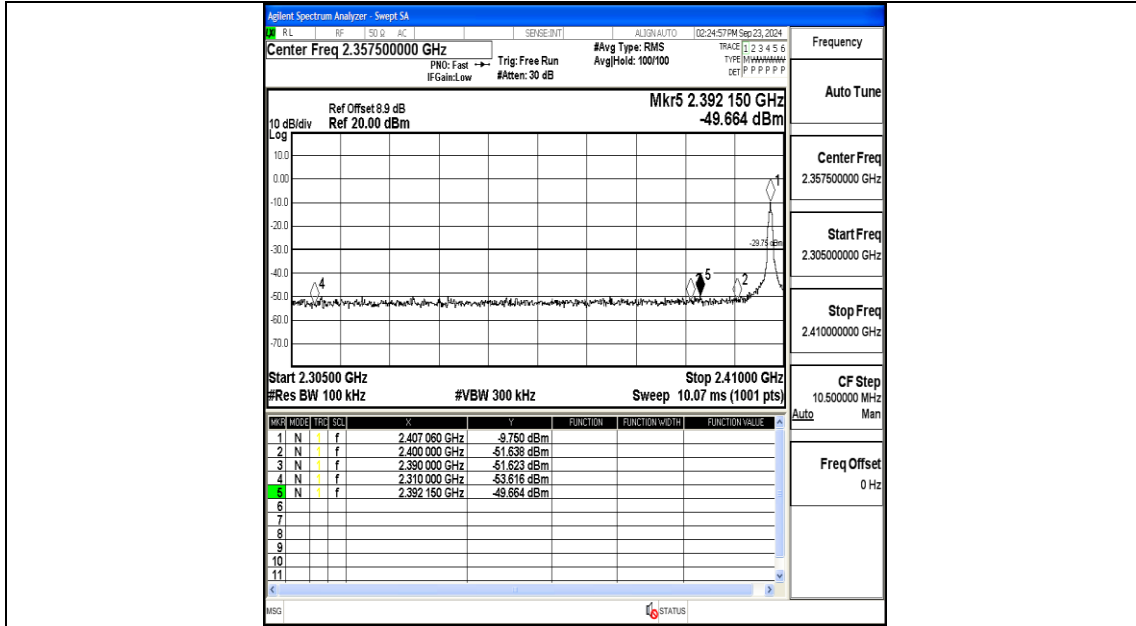 Agilent Spectrum Analyzer - Swept SA
RL RF 50 Ω AC SENSE:INT ALIGN AUTO 02:24:57 PM Sep 23, 2024
Center Freq 2.357500000 GHz
PNO: Fast
IFGain:Low
Trig: Free Run
#Atten: 30 dB
#Avg Type: RMS
Avg|Hold: 100/100
TRACE 1 2 3 4 5 6
TYPE
DET P P P P P P
Frequency
Auto Tune
Center Freq
2.357500000 GHz
Start Freq
2.305000000 GHz
Stop Freq
2.410000000 GHz
CF Step
10.500000 MHz
Auto Man
Freq Offset
0 Hz
Mkr5 2.392 150 GHz
-49.664 dBm
Ref Offset 8.9 dB
10 dB/div Ref 20.00 dBm
Log
10.0
0.00
-10.0
-20.0
-30.0
-40.0
-50.0
-60.0
-70.0
1
-29.75 dBm
4
5
2
Start 2.30500 GHz Stop 2.41000 GHz
#Res BW 100 kHz #VBW 300 kHz Sweep 10.07 ms (1001 pts)
MKR MODE TRC SCL X Y FUNCTION FUNCTION WIDTH FUNCTION VALUE
1 N 1 f 2.407 060 GHz -9.750 dBm
2 N 1 f 2.400 000 GHz -51.638 dBm
3 N 1 f 2.390 000 GHz -51.623 dBm
4 N 1 f 2.310 000 GHz -53.616 dBm
5 N 1 f 2.392 150 GHz -49.664 dBm
6
7
8
9
10
11
MSG STATUS